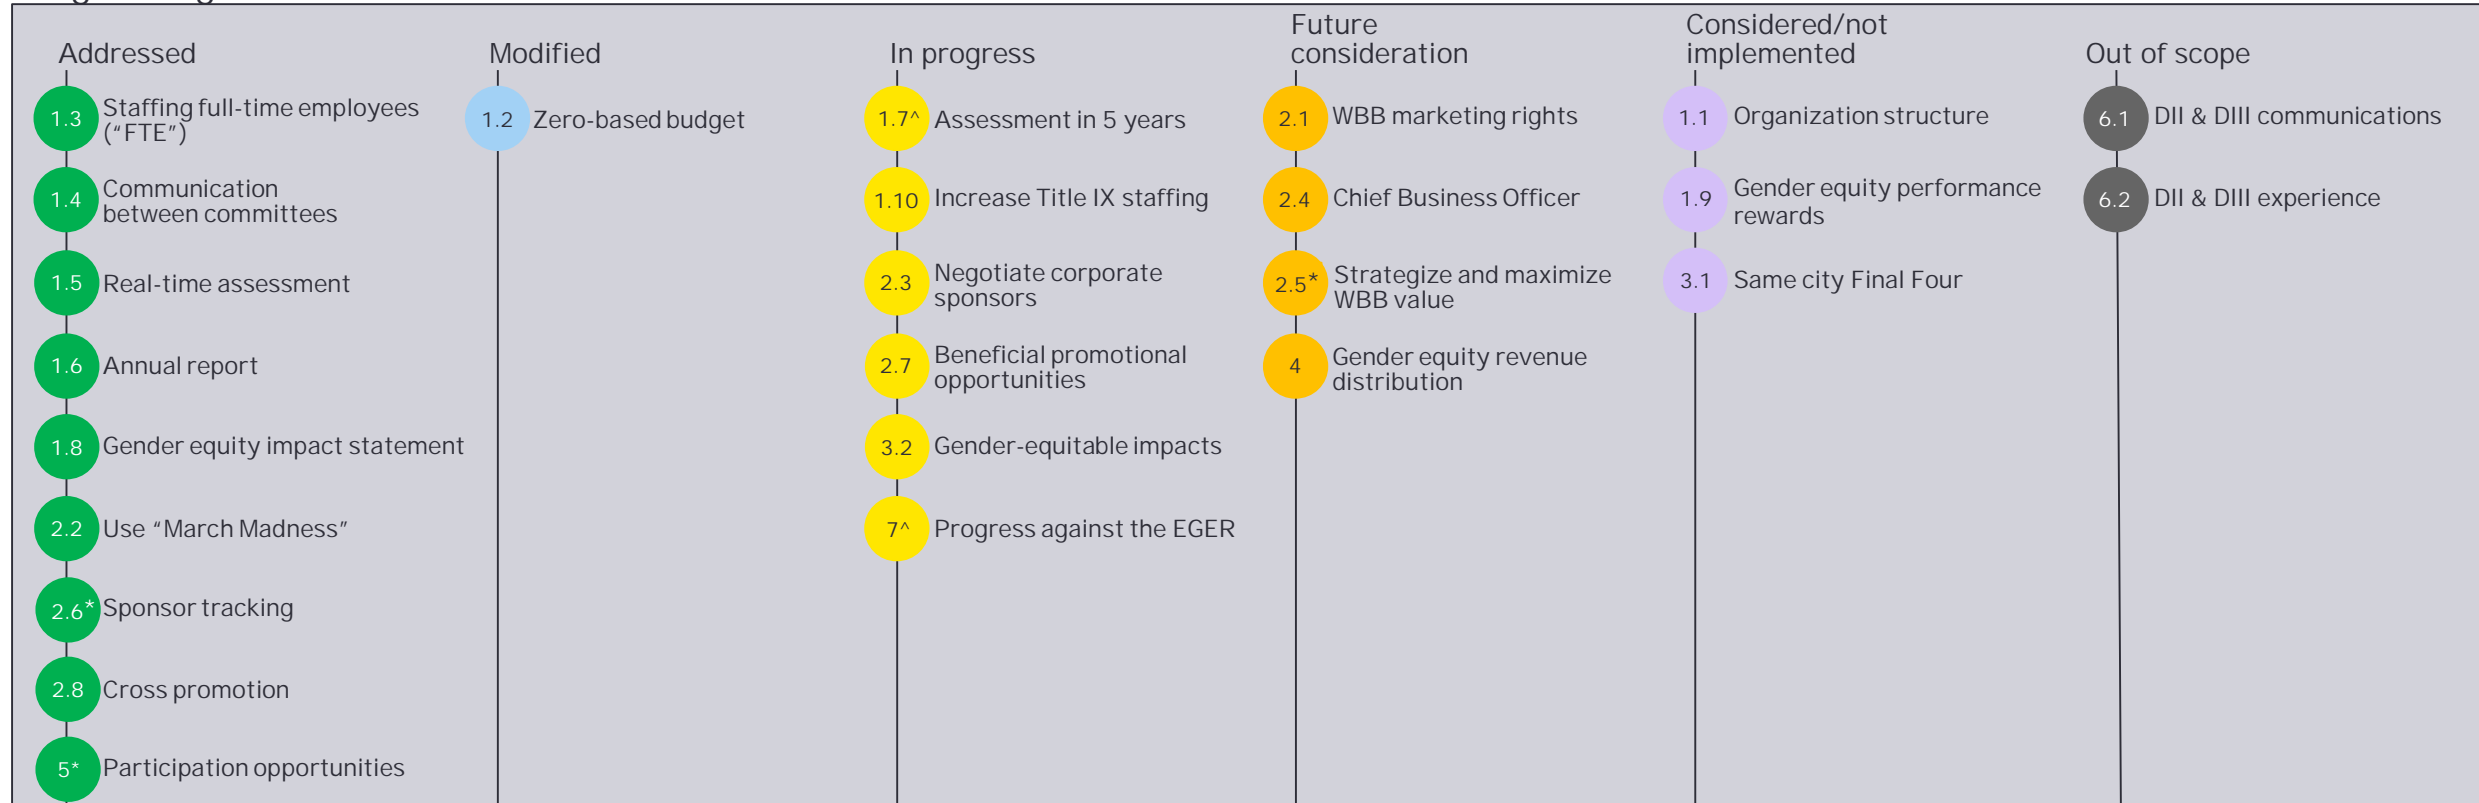 Addressed
1.3
Staffing full-time employees
("FTE")
1.4
Communication
between committees
1.5
Real-time assessment
1.6
Annual report
1.8
Gender equity impact statement
2.2
Use “March Madness”
2.6*
Sponsor tracking
2.8
Cross promotion
5*
Participation opportunities
Modified
1.2
Zero-based budget
In progress
1.7^
Assessment in 5 years
1.10
Increase Title IX staffing
2.3
Negotiate corporate
sponsors
2.7
Beneficial promotional
opportunities
3.2
Gender-equitable impacts
7^
Progress against the EGER
Future
consideration
2.1
WBB marketing rights
2.4
Chief Business Officer
2.5*
Strategize and maximize
WBB value
4
Gender equity revenue
distribution
Considered/not
implemented
1.1
Organization structure
1.9
Gender equity performance
rewards
3.1
Same city Final Four
Out of scope
6.1
DII & DIII communications
6.2
DII & DIII experience